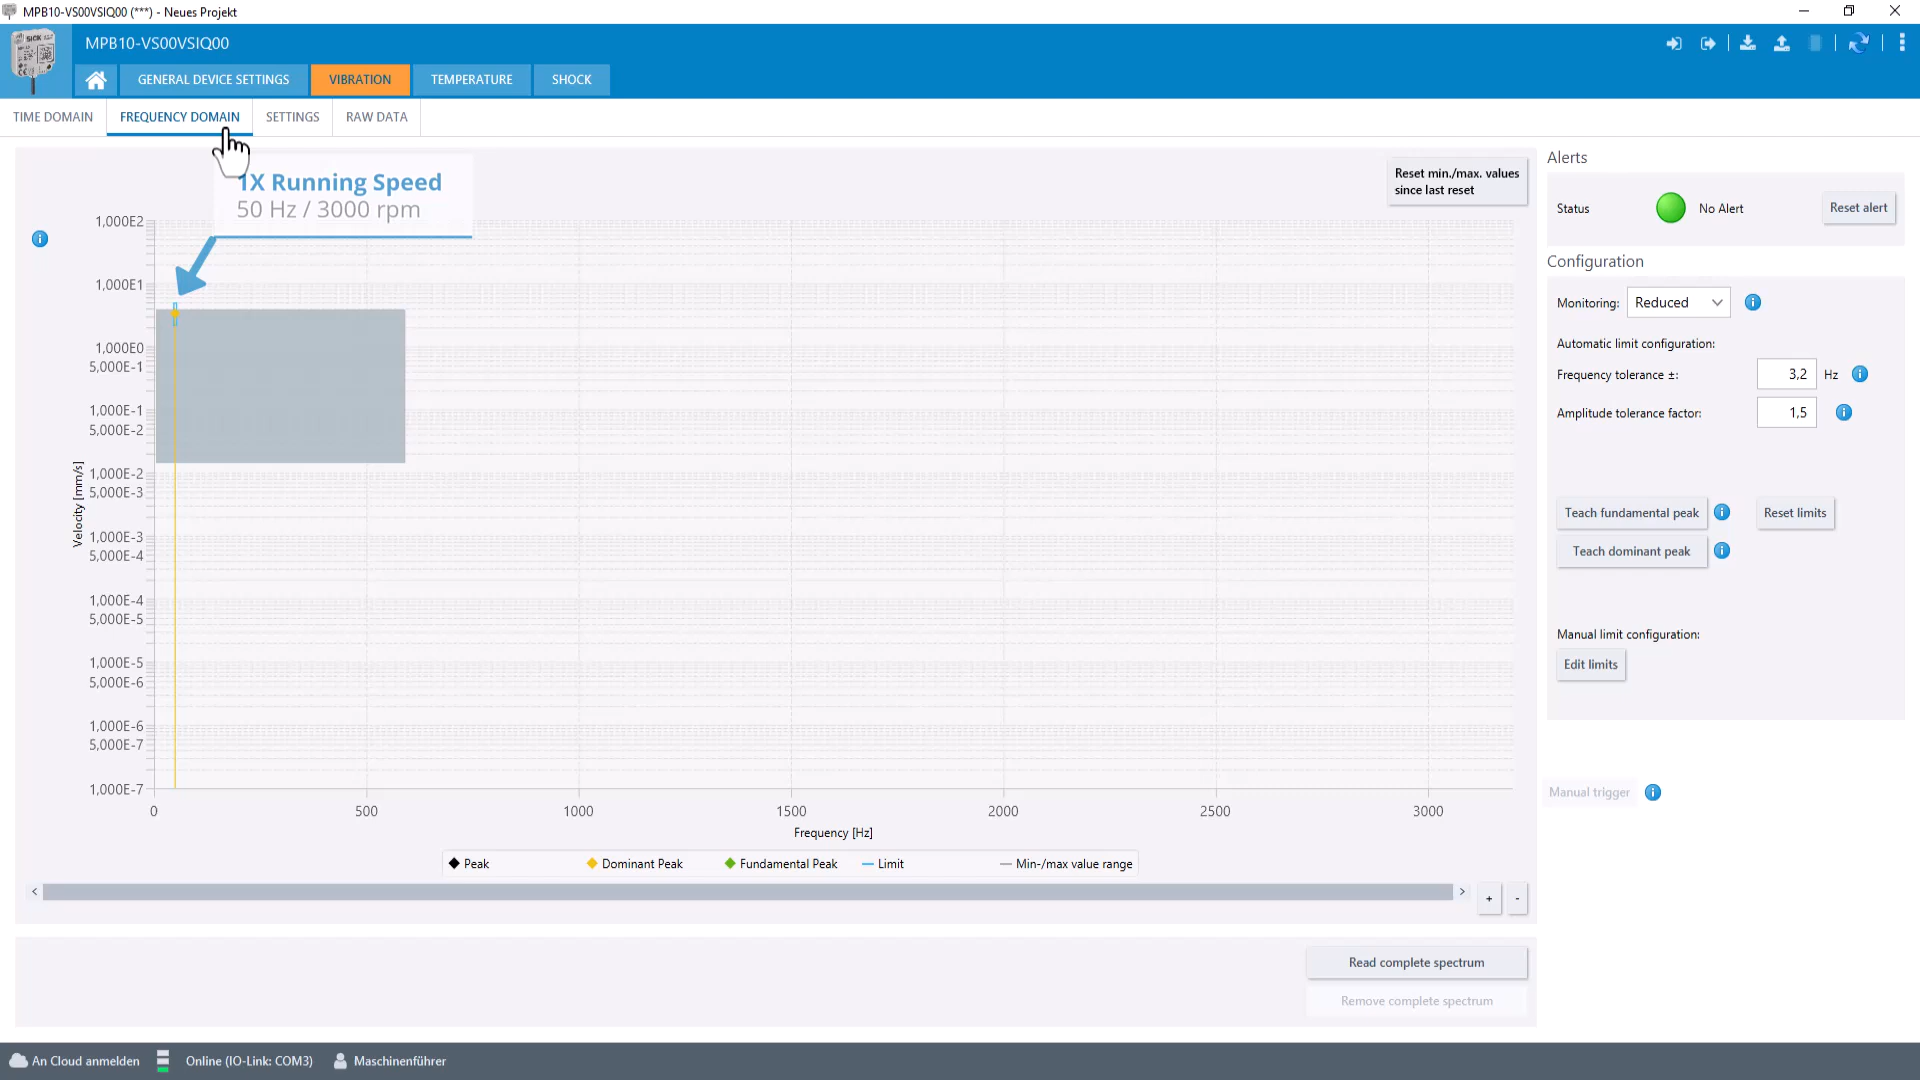 MPB10-VS00VSIQ00 (***) - Neues Projekt
SICK
MPB10-VS00VSIQ00
GENERAL DEVICE SETTINGS
VIBRATION
TEMPERATURE
SHOCK
TIME DOMAIN
FREQUENCY DOMAIN
SETTINGS
RAW DATA
1X Running Speed
50 Hz / 3000 rpm
Reset min./max. values
since last reset
1,000E2
1,000E1
1,000E0
5,000E-1
1,000E-1
5,000E-2
1,000E-2
5,000E-3
1,000E-3
5,000E-4
1,000E-4
5,000E-5
1,000E-5
5,000E-6
1,000E-6
5,000E-7
1,000E-7
Velocity [mm/s]
0
500
1000
1500
2000
2500
3000
Frequency [Hz]
Peak
Dominant Peak
Fundamental Peak
Limit
Min-/max value range
< > + -
Read complete spectrum
Remove complete spectrum
Alerts
Status
No Alert
Reset alert
Configuration
Monitoring:
Reduced
Automatic limit configuration:
Frequency tolerance ±:
3,2
Hz
Amplitude tolerance factor:
1,5
Teach fundamental peak
Reset limits
Teach dominant peak
Manual limit configuration:
Edit limits
Manual trigger
An Cloud anmelden
Online (IO-Link: COM3)
Maschinenführer